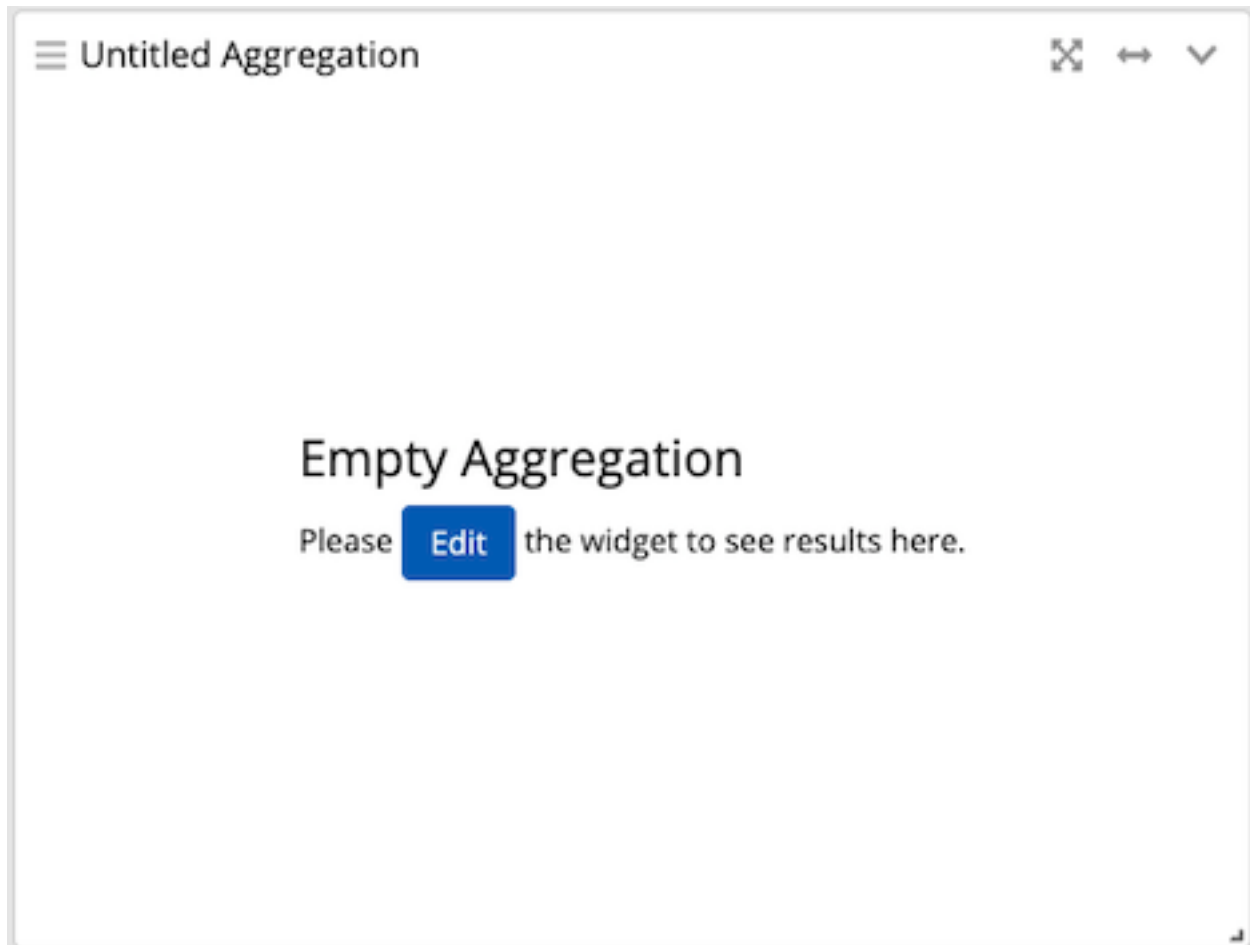 Untitled Aggregation
Empty Aggregation
Please Edit the widget to see results here.